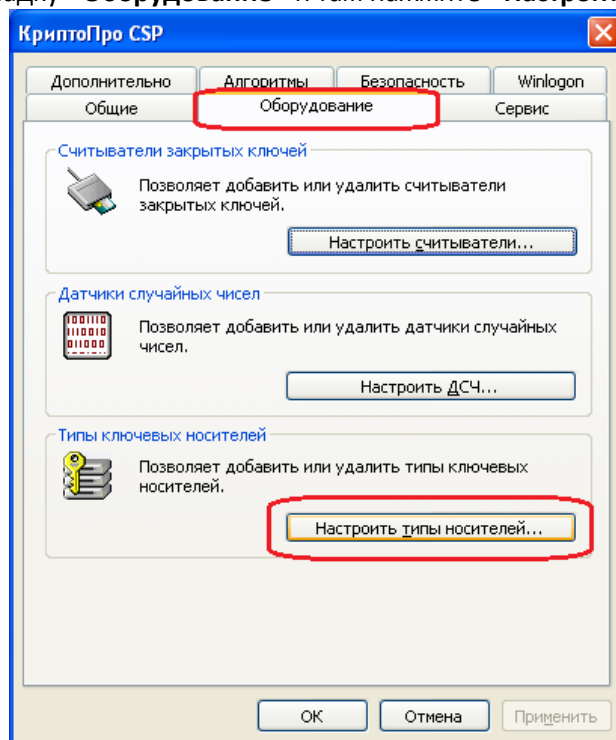 Оборудование
КриптоПро CSP
Дополнительно Алгоритмы Безопасность Winlogon
Общие Оборудование Сервис
Считыватели закрытых ключей
Позволяет добавить или удалить считыватели
закрытых ключей.
Настроить считыватели...
Датчики случайных чисел
Позволяет добавить или удалить датчики случайных
чисел.
Настроить ДСЧ...
Типы ключевых носителей
Позволяет добавить или удалить типы ключевых
носителей.
Настроить типы носителей...
ОК Отмена Применить